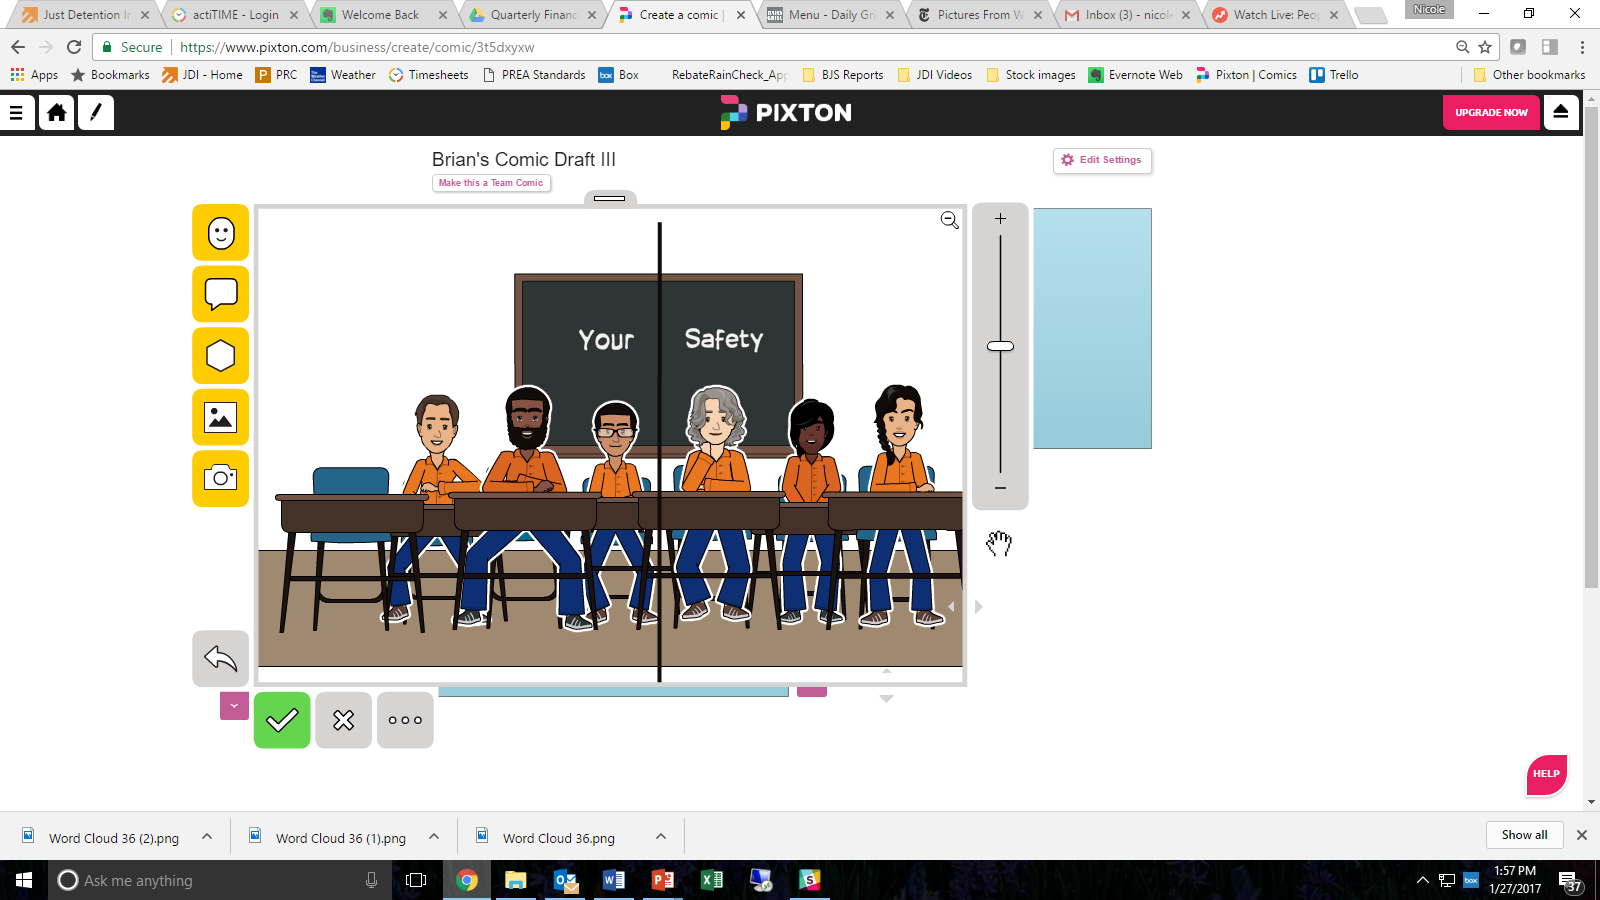 Just Detention In
actiTIME - Login
Welcome Back
Quarterly Financ
Create a comic |
Menu - Daily Gri
Pictures From W
Inbox (3) - nicole
Watch Live: Peop
Nicole
Secure
https://www.pixton.com/business/create/comic/3t5dxyxw
Apps
Bookmarks
JDI - Home
PRC
Weather
Timesheets
PREA Standards
Box
RebateRainCheck_App
BJS Reports
JDI Videos
Stock images
Evernote Web
Pixton | Comics
Trello
Other bookmarks
PIXTON
UPGRADE NOW
Brian's Comic Draft III
Edit Settings
Make this a Team Comic
Your Safety
HELP
Word Cloud 36 (2).png
Word Cloud 36 (1).png
Word Cloud 36.png
Show all
Ask me anything
box
1:57 PM
1/27/2017
37